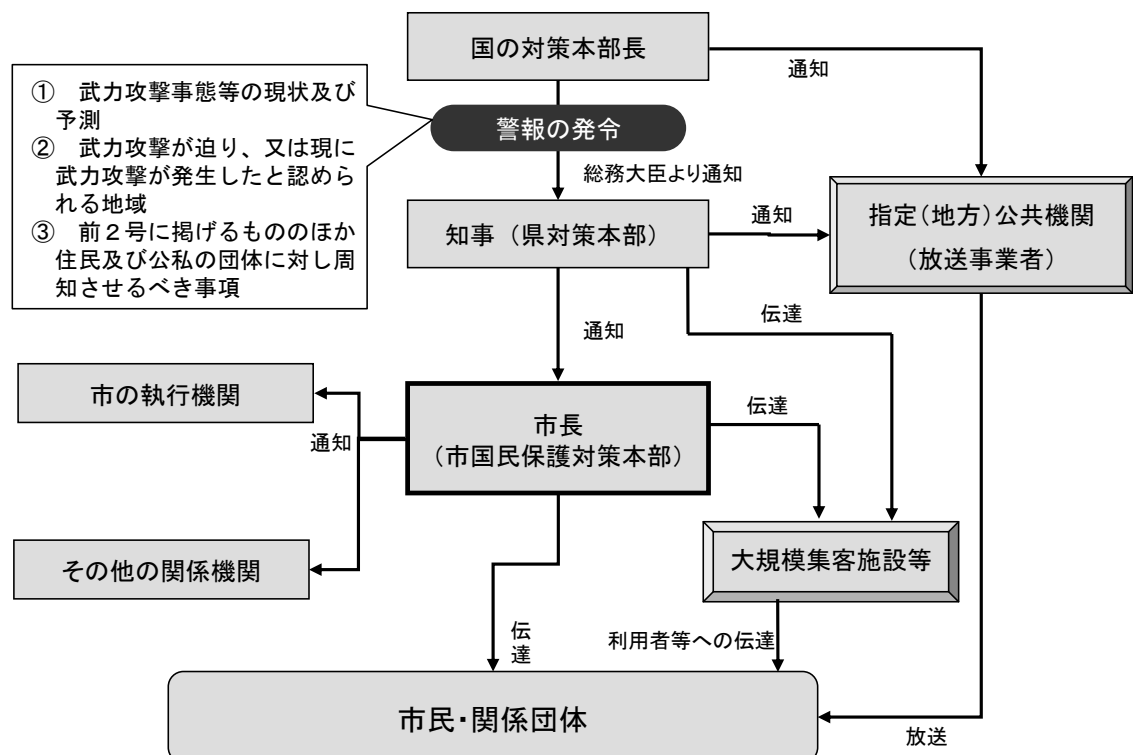 国の対策本部長
通知
① 武力攻撃事態等の現状及び
予測
② 武力攻撃が迫り、又は現に
武力攻撃が発生したと認めら
れる地域
③ 前２号に掲げるもののほか
住民及び公私の団体に対し周
知させるべき事項
警報の発令
総務大臣より通知
知事（県対策本部）
通知
指定（地方）公共機関
（放送事業者）
通知
伝達
市の執行機関
通知
市長
（市国民保護対策本部）
伝達
その他の関係機関
大規模集客施設等
伝達
利用者等への伝達
市民・関係団体
放送